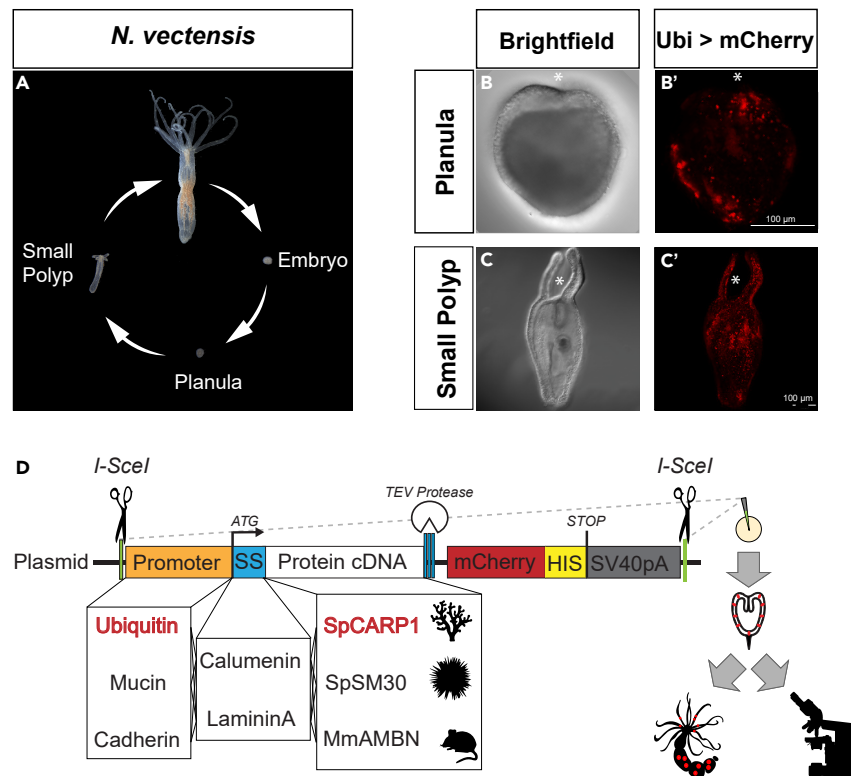 N. vectensis
Brightfield
Ubi > mCherry
A
Small
Polyp
Embryo
Planula
Planula
B
*
B'
*
100 µm
Small Polyp
C
*
C'
*
100 µm
D
I-SceI
I-SceI
TEV Protease
ATG
STOP
Plasmid
Promoter
SS
Protein cDNA
mCherry
HIS
SV40pA
Ubiquitin
Mucin
Cadherin
Calumenin
LamininA
SpCARP1
SpSM30
MmAMBN